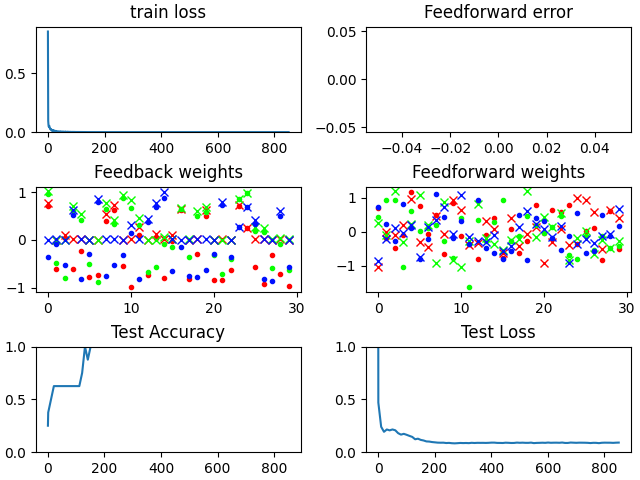 train loss
Feedforward error
0.5
0.0
0 200 400 600 800
0.05
0.00
−0.05
−0.04 −0.02 0.00 0.02 0.04
Feedback weights
Feedforward weights
1
0
−1
0 10 20 30
1
0
−1
0 10 20 30
Test Accuracy
Test Loss
1.0
0.5
0.0
0 200 400 600 800
1.0
0.5
0.0
0 200 400 600 800